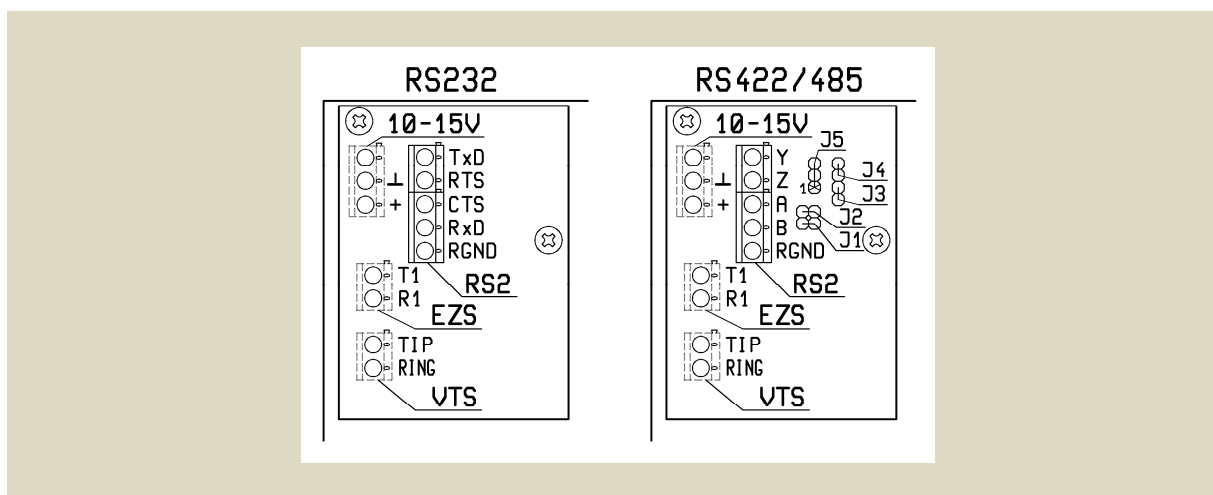 RS232
10-15V
TxD
⊥ RTS
+ CTS
RxD
RGND
RS2
T1
R1
EZS
TIP
RING
VTS
RS422/485
10-15V
J5
Y
Z
⊥
1
J4
J3
+ A
J2
B
J1
RGND
RS2
T1
R1
EZS
TIP
RING
VTS